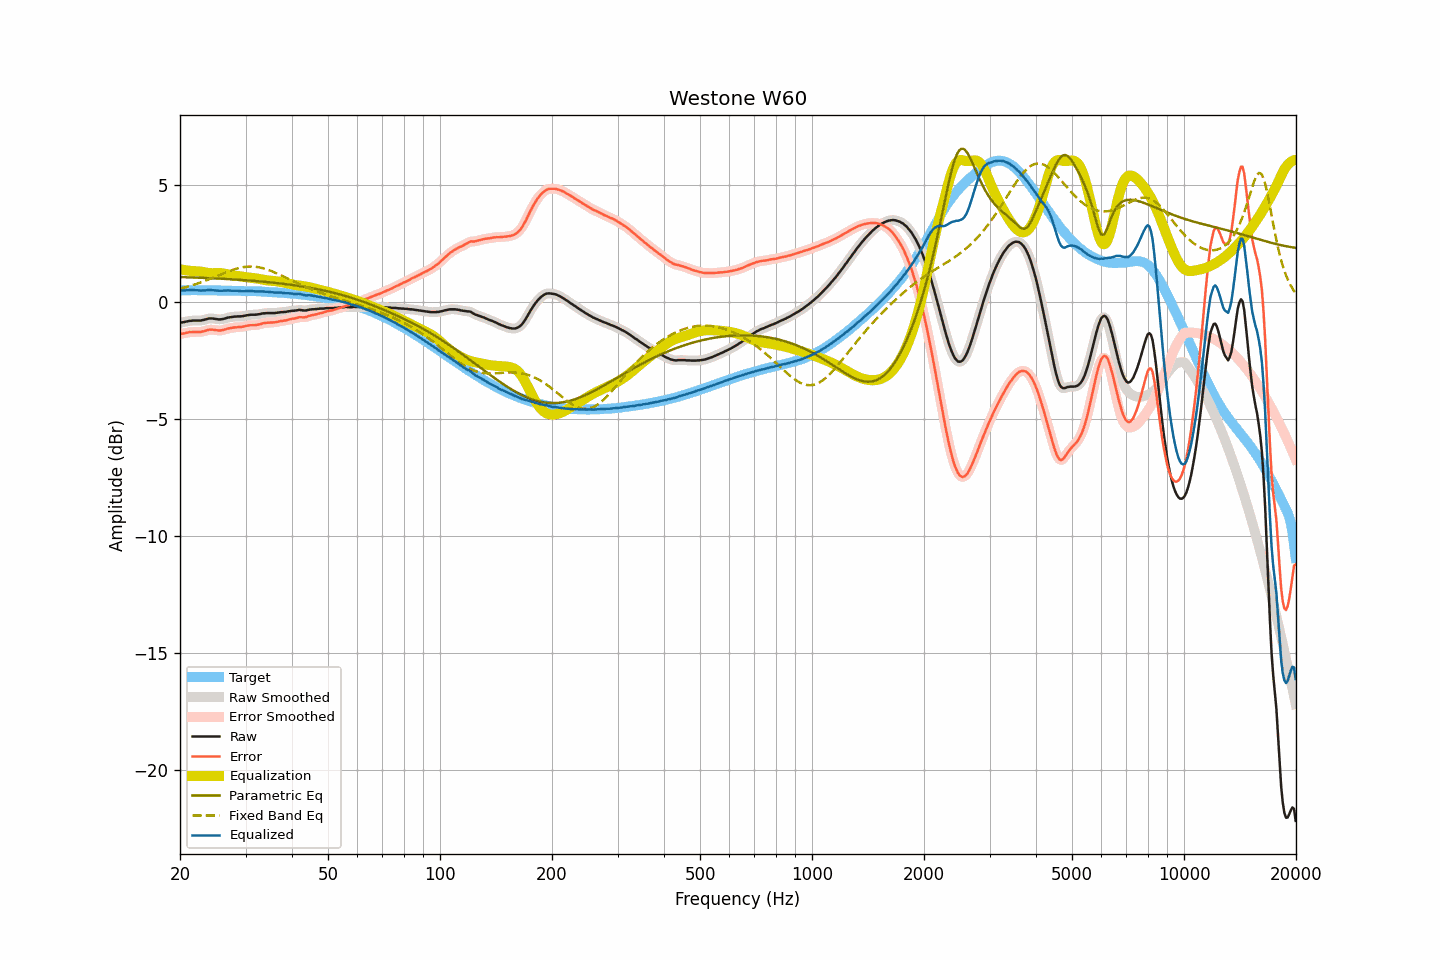 Westone W60
5
0
−5
−10
−15
−20
Amplitude (dBr)
Target
Raw Smoothed
Error Smoothed
Raw
Error
Equalization
Parametric Eq
Fixed Band Eq
Equalized
20 50 100 200 500 1000 2000 5000 10000 20000
Frequency (Hz)